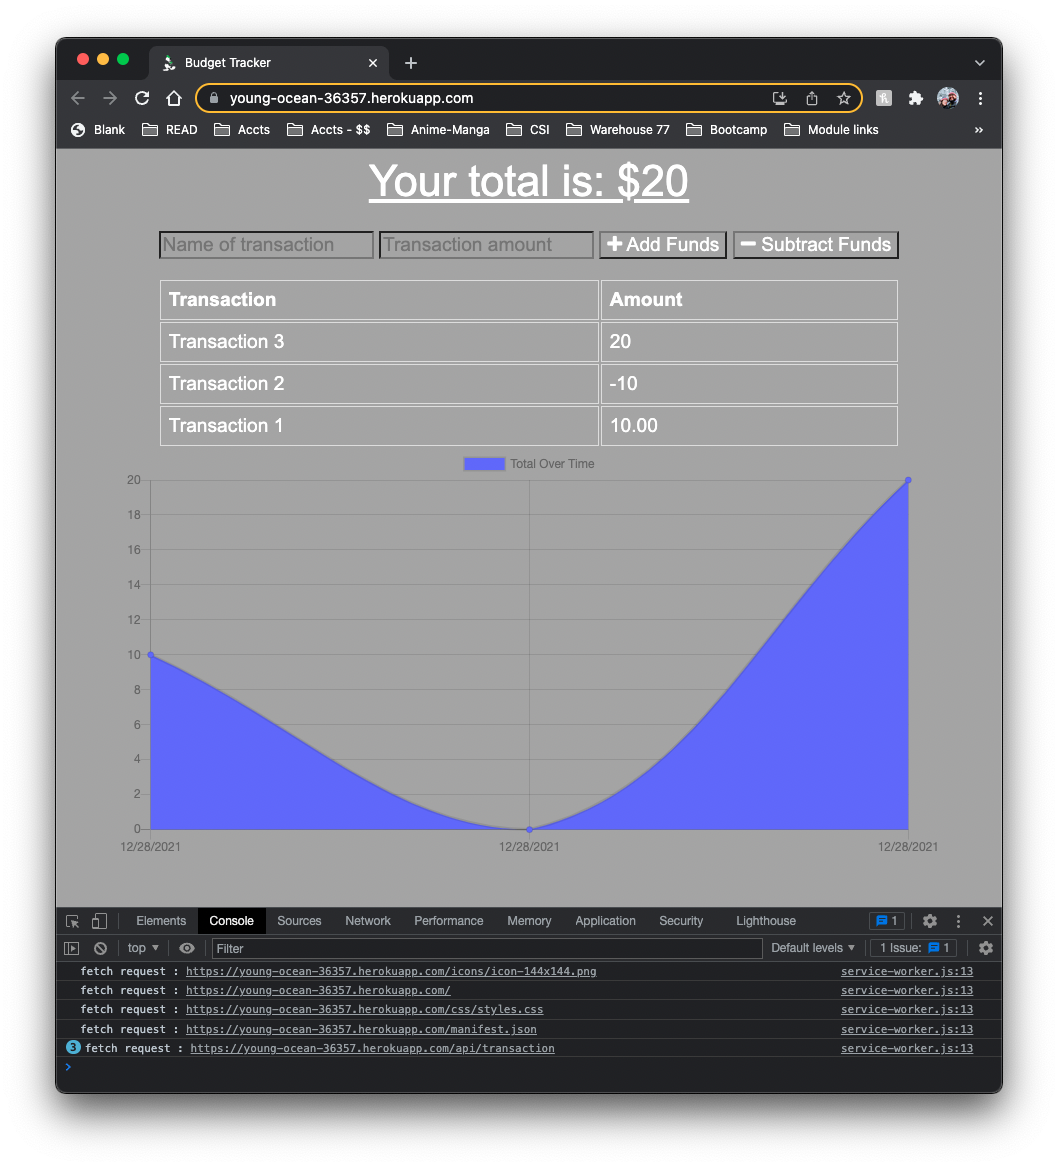 Budget Tracker
young-ocean-36357.herokuapp.com
Blank READ Accts Accts - $$ Anime-Manga CSI Warehouse 77 Bootcamp Module links »
Your total is: $20
Name of transaction Transaction amount Add Funds Subtract Funds
Transaction Amount
Transaction 3 20
Transaction 2 -10
Transaction 1 10.00
Total Over Time
20
18
16
14
12
10
8
6
4
2
0
12/28/2021 12/28/2021 12/28/2021
Elements Console Sources Network Performance Memory Application Security Lighthouse 1
top Filter Default levels 1 Issue: 1
fetch request : https://young-ocean-36357.herokuapp.com/icons/icon-144x144.png service-worker.js:13
fetch request : https://young-ocean-36357.herokuapp.com/ service-worker.js:13
fetch request : https://young-ocean-36357.herokuapp.com/css/styles.css service-worker.js:13
fetch request : https://young-ocean-36357.herokuapp.com/manifest.json service-worker.js:13
3 fetch request : https://young-ocean-36357.herokuapp.com/api/transaction service-worker.js:13